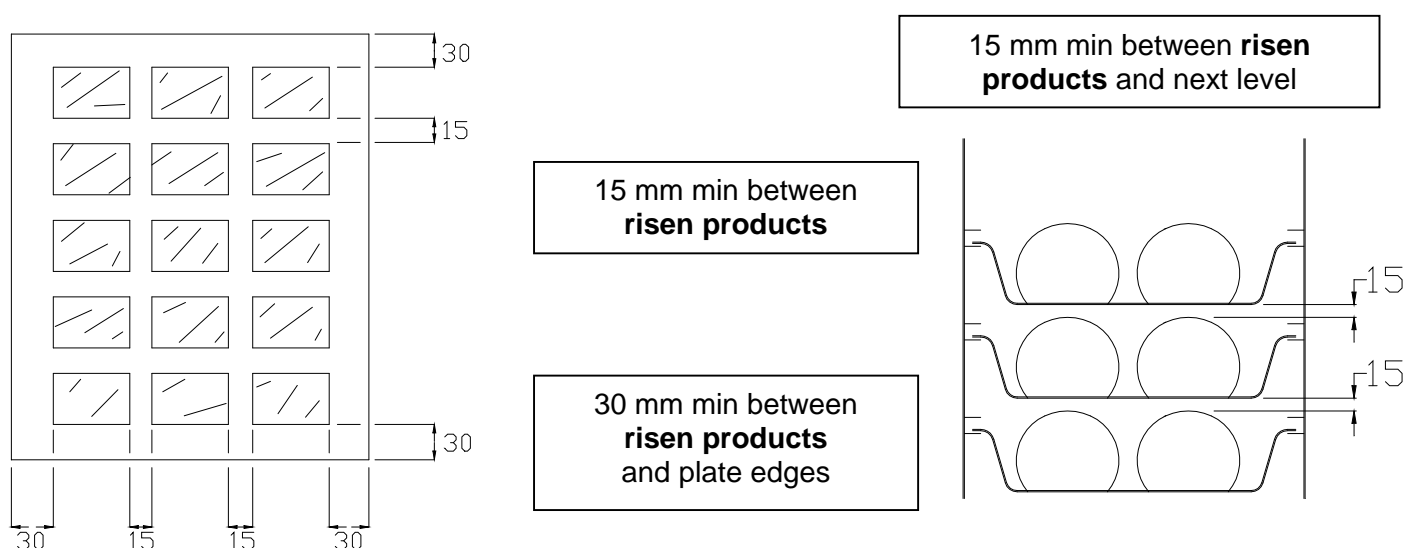 30
15 mm min between risen
products and next level
15
15 mm min between
risen products
15
15
30 mm min between
risen products
and plate edges
30
30 15 15 30